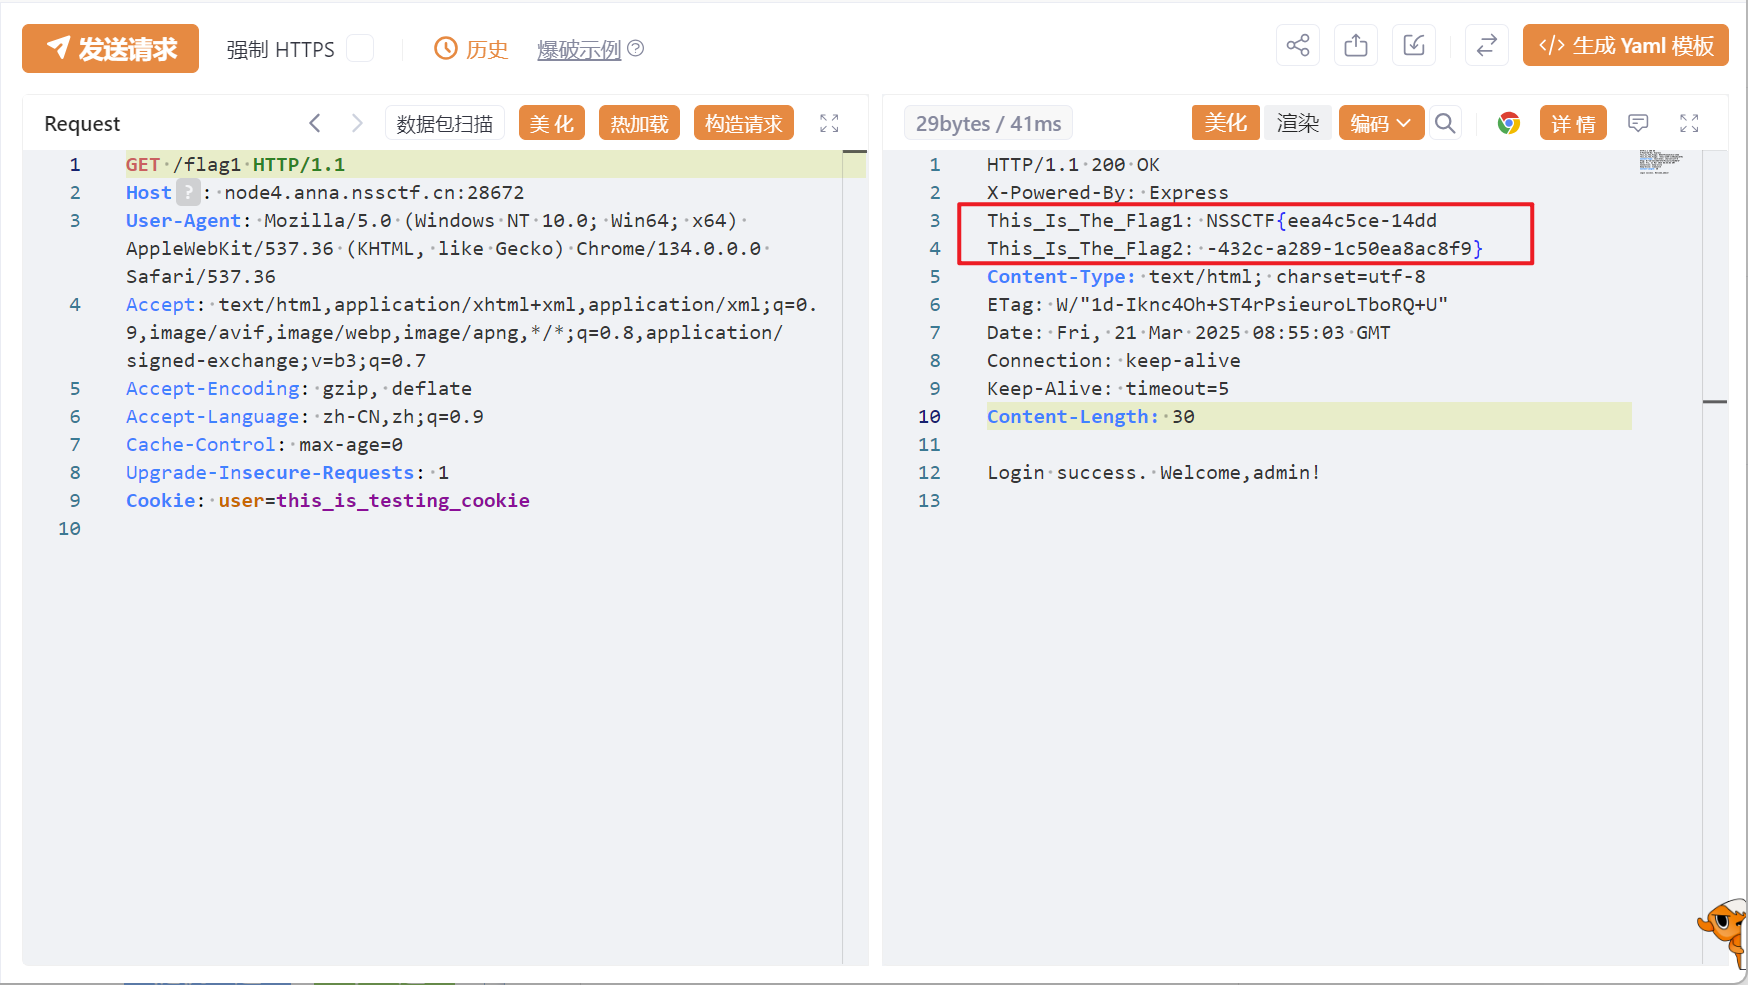 发送请求 强制 HTTPS 历史 爆破示例 生成 Yaml 模板
Request 数据包扫描 美化 热加载 构造请求
1 GET /flag1 HTTP/1.1
2 Host ? : node4.anna.nssctf.cn:28672
3 User-Agent: Mozilla/5.0 (Windows NT 10.0; Win64; x64)
AppleWebKit/537.36 (KHTML, like Gecko) Chrome/134.0.0.0
Safari/537.36
4 Accept: text/html,application/xhtml+xml,application/xml;q=0.
9,image/avif,image/webp,image/apng,*/*;q=0.8,application/
signed-exchange;v=b3;q=0.7
5 Accept-Encoding: gzip, deflate
6 Accept-Language: zh-CN,zh;q=0.9
7 Cache-Control: max-age=0
8 Upgrade-Insecure-Requests: 1
9 Cookie: user=this_is_testing_cookie
10
29bytes / 41ms 美化 渲染 编码 详情
1 HTTP/1.1 200 OK
2 X-Powered-By: Express
3 This_Is_The_Flag1: NSSCTF{eea4c5ce-14dd
4 This_Is_The_Flag2: -432c-a289-1c50ea8ac8f9}
5 Content-Type: text/html; charset=utf-8
6 ETag: W/"1d-Iknc4Oh+ST4rPsieuroLTboRQ+U"
7 Date: Fri, 21 Mar 2025 08:55:03 GMT
8 Connection: keep-alive
9 Keep-Alive: timeout=5
10 Content-Length: 30
11
12 Login success. Welcome,admin!
13